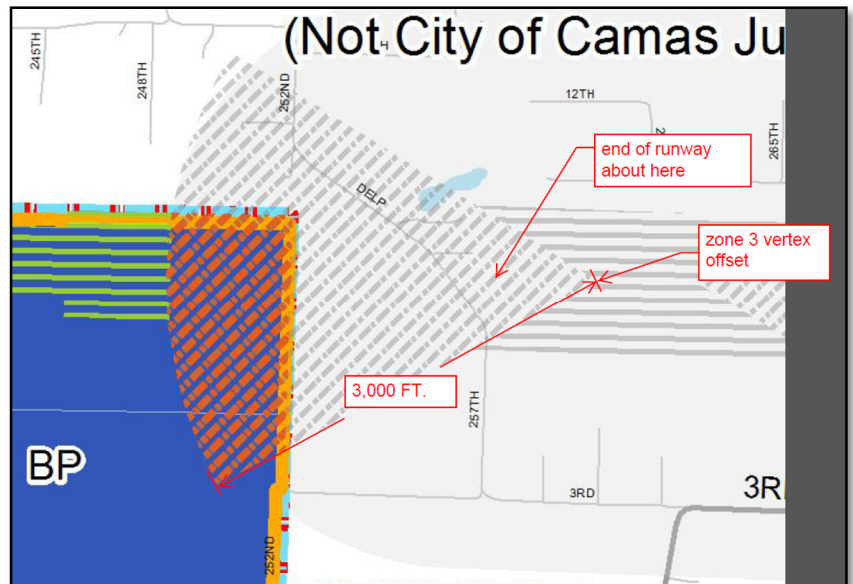 (Not City of Camas Ju
245TH
248TH
252ND
12TH
265TH
end of runway
about here
DELP
zone 3 vertex
offset
3,000 FT.
257TH
BP
3RD
3R
252ND